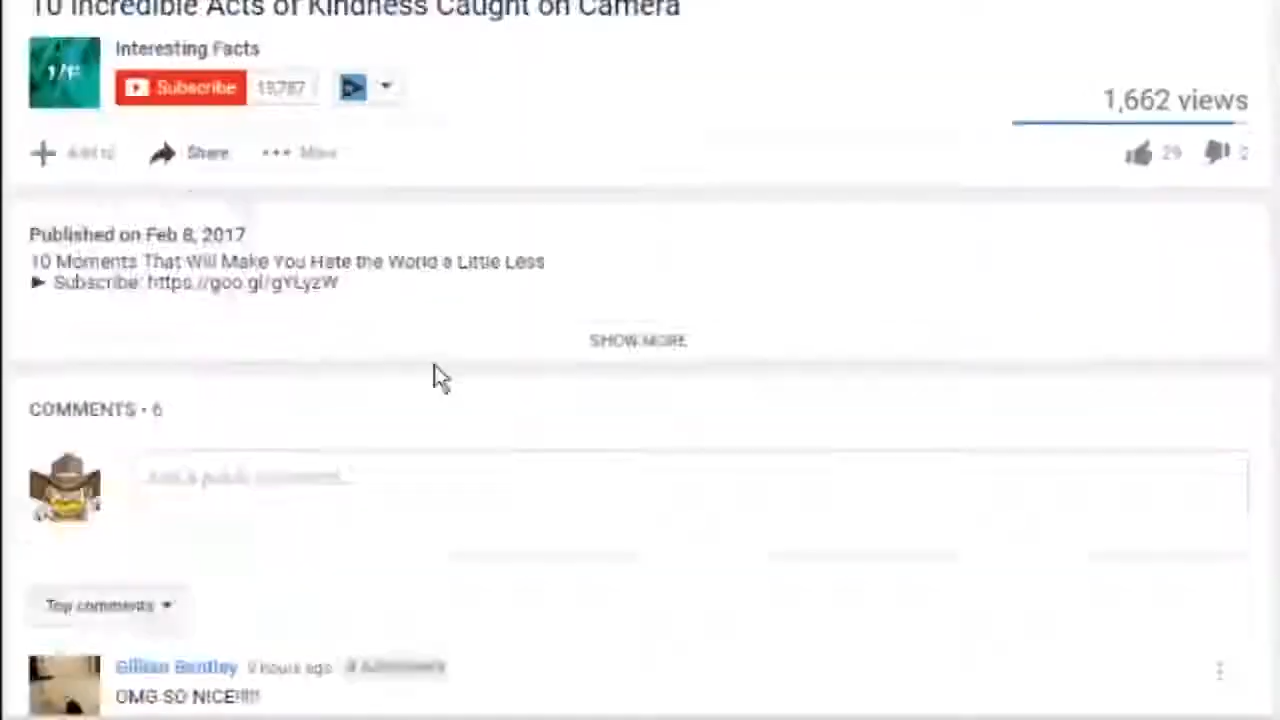 10 Incredible Acts of Kindness Caught on Camera
Interesting Facts
Subscribe
1,662 views
Share
More
29
Published on Feb 8, 2017
10 Moments That Will Make You Hate the World a Little Less
► Subscribe: https://goo.gl/gYLyzW
SHOW MORE
COMMENTS • 6
Add a public comment...
Top comments
Gillian Bentley hours ago
OMG SO NICE!!!!!